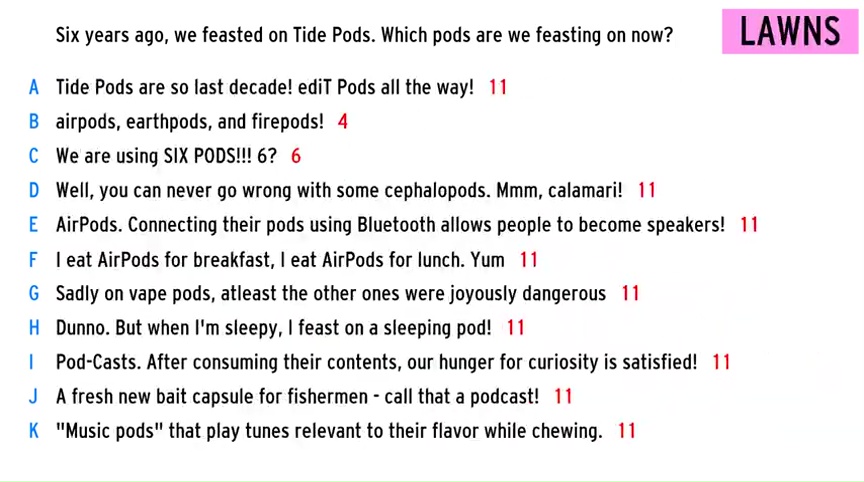 Six years ago, we feasted on Tide Pods. Which pods are we feasting on now?
LAWNS
A Tide Pods are so last decade! ediT Pods all the way! 11
B airpods, earthpods, and firepods! 4
C We are using SIX PODS!!! 6? 6
D Well, you can never go wrong with some cephalopods. Mmm, calamari! 11
E AirPods. Connecting their pods using Bluetooth allows people to become speakers! 11
F I eat AirPods for breakfast, I eat AirPods for lunch. Yum 11
G Sadly on vape pods, atleast the other ones were joyously dangerous 11
H Dunno. But when I'm sleepy, I feast on a sleeping pod! 11
I Pod-Casts. After consuming their contents, our hunger for curiosity is satisfied! 11
J A fresh new bait capsule for fishermen - call that a podcast! 11
K "Music pods" that play tunes relevant to their flavor while chewing. 11